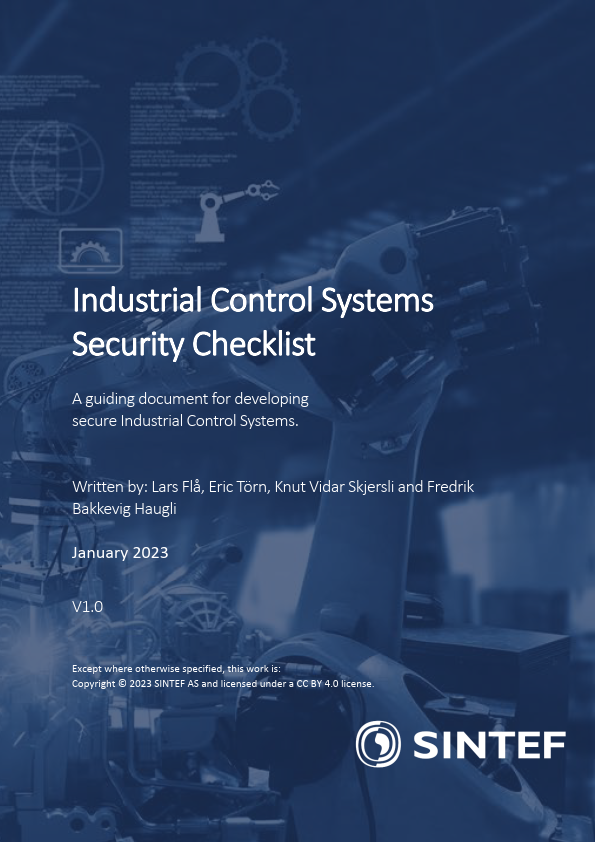 Industrial Control Systems
Security Checklist
A guiding document for developing
secure Industrial Control Systems.
Written by: Lars Flå, Eric Törn, Knut Vidar Skjersli and Fredrik
Bakkevig Haugli
January 2023
V1.0
Except where otherwise specified, this work is:
Copyright © 2023 SINTEF AS and licensed under a CC BY 4.0 license.
SINTEF